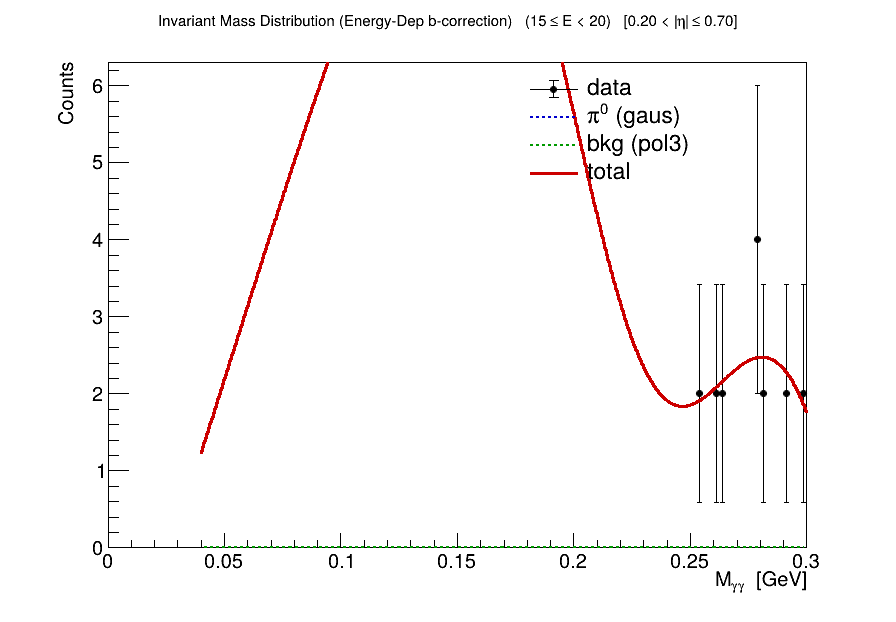 Invariant Mass Distribution (Energy-Dep b-correction) (15 ≤ E < 20) [0.20 < |η| ≤ 0.70]
Counts
6
5
4
3
2
1
0
data
π⁰ (gaus)
bkg (pol3)
total
0 0.05 0.1 0.15 0.2 0.25 0.3
Mγγ [GeV]